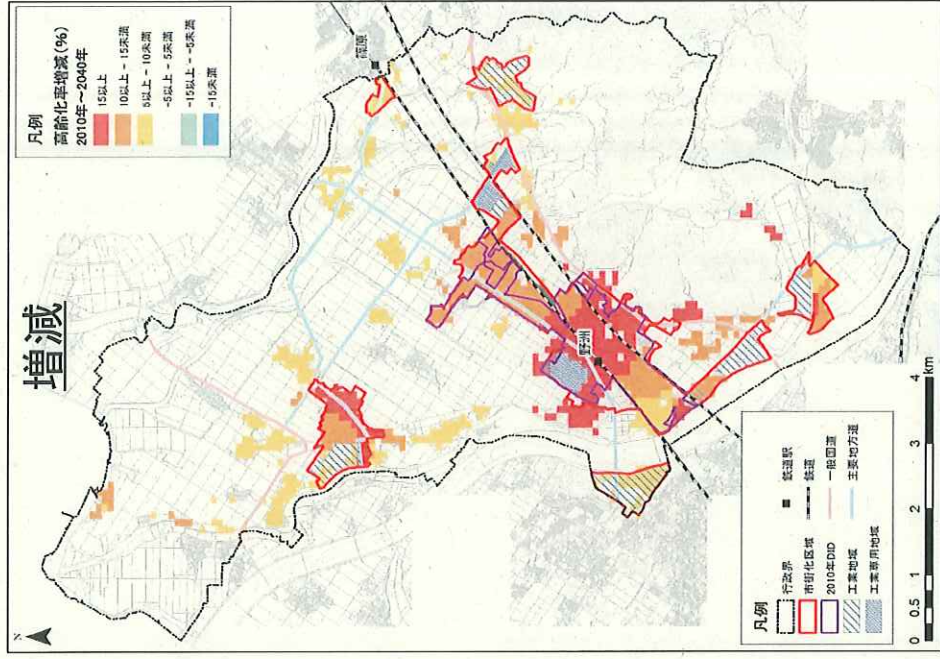 増減
凡例
高齢化率増減(%)
2010年～2040年
15以上
10以上 - 15未満
5以上 - 10未満
-5以上 - 5未満
-15以上 - -5未満
-15未満
篠原
野洲
N
凡例
行政界
市街化区域
2010年DID
工業地域
工業専用地域
鉄道駅
鉄道
一般国道
主要地方道
0 0.5 1 2 3 4
km